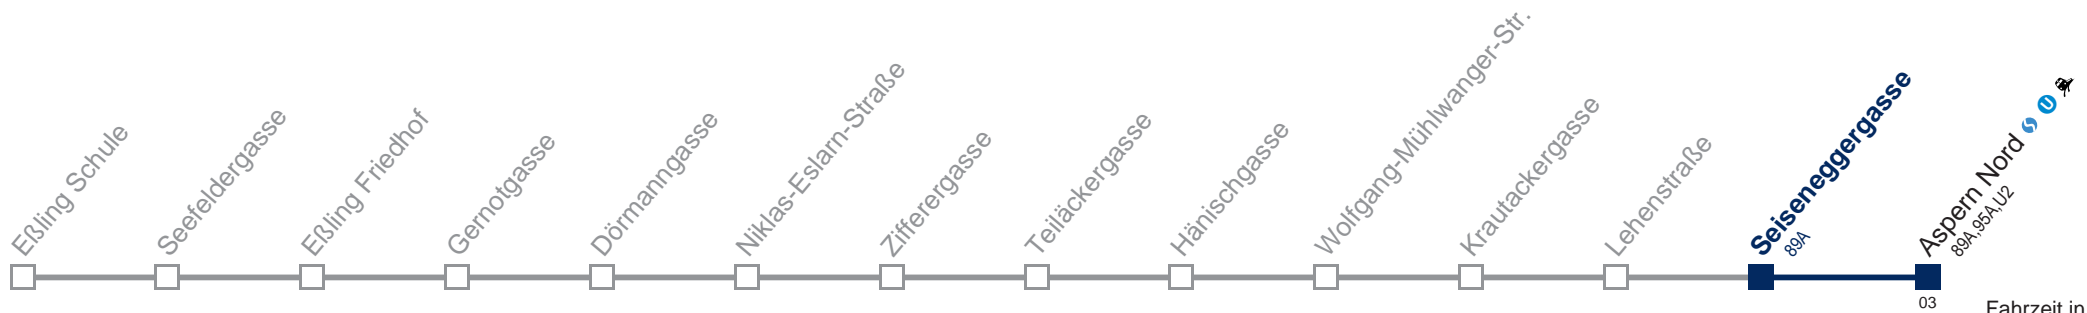 Eßling Schule
Seefeldergasse
Eßling Friedhof
Gernotgasse
Dörmanngasse
Niklas-Eslarn-Straße
Zifferergasse
Teiläckergasse
Hänischgasse
Wolfgang-Mühlwanger-Str.
Krautackergasse
Lehenstraße
Seiseneggergasse
89A
Aspern Nord S U
89A,95A,U2
03
Fahrzeit in